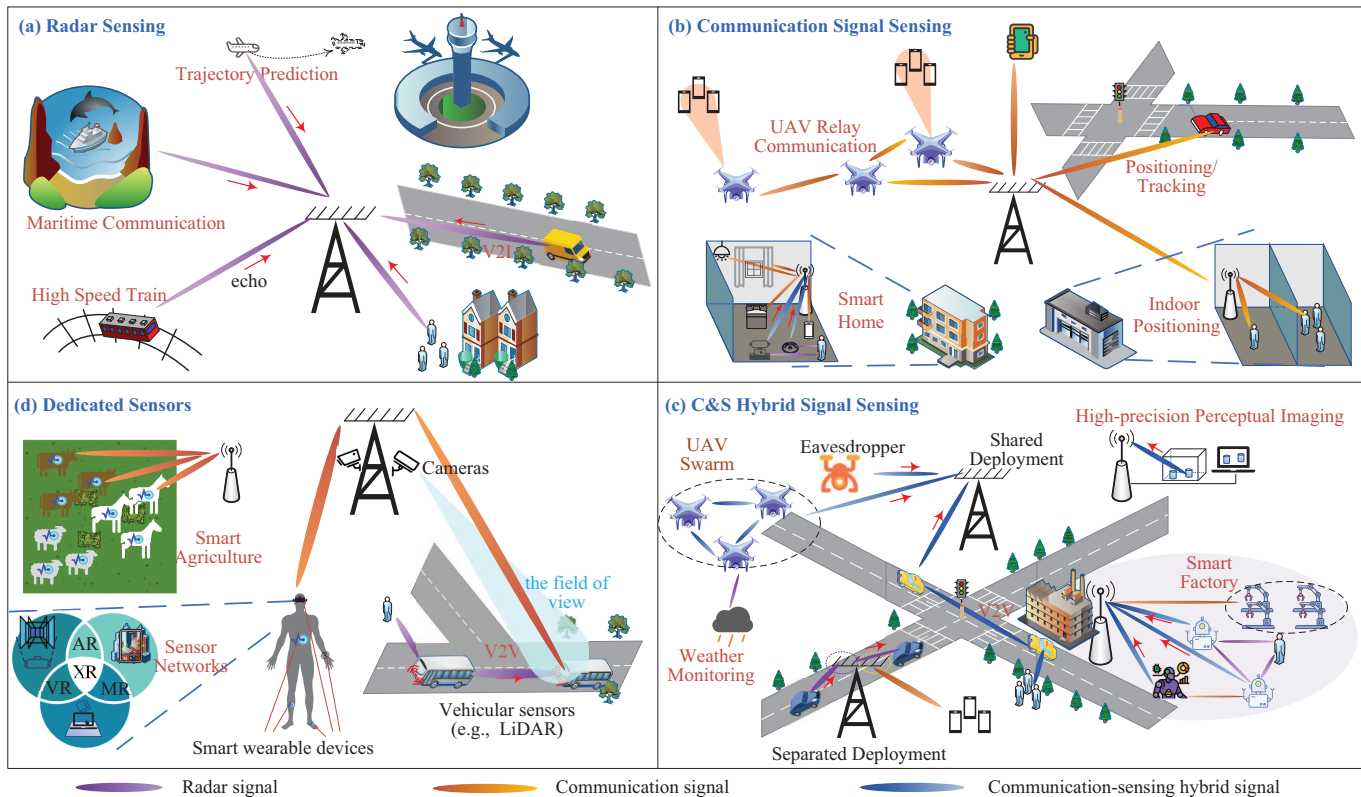 (a) Radar Sensing
Trajectory Prediction
Maritime Communication
V2I
echo
High Speed Train
(b) Communication Signal Sensing
UAV Relay
Communication
Positioning/
Tracking
Smart
Home
Indoor
Positioning
(d) Dedicated Sensors
Cameras
Smart
Agriculture
the field of
view
Sensor
Networks
AR
XR
VR
MR
V2V
Smart wearable devices
Vehicular sensors
(e.g., LiDAR)
(c) C&S Hybrid Signal Sensing
UAV
Swarm
Eavesdropper
Shared
Deployment
High-precision Perceptual Imaging
Smart
Factory
V2V
Weather
Monitoring
Separated Deployment
Radar signal
Communication signal
Communication-sensing hybrid signal